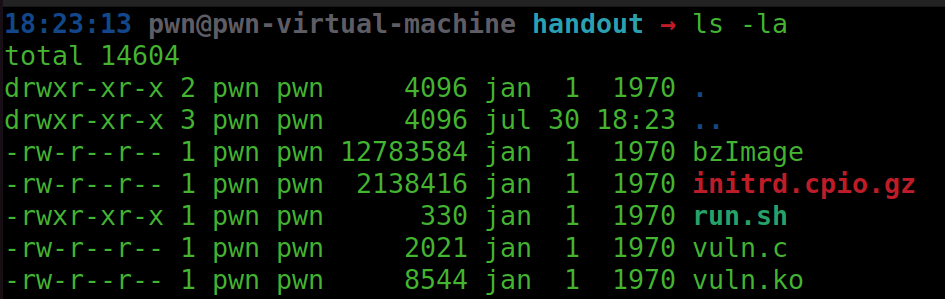 18:23:13 pwn@pwn-virtual-machine handout → ls -la
total 14604
drwxr-xr-x 2 pwn pwn     4096 jan  1  1970 .
drwxr-xr-x 3 pwn pwn     4096 jul 30 18:23 ..
-rw-r--r-- 1 pwn pwn 12783584 jan  1  1970 bzImage
-rw-r--r-- 1 pwn pwn  2138416 jan  1  1970 initrd.cpio.gz
-rwxr-xr-x 1 pwn pwn      330 jan  1  1970 run.sh
-rw-r--r-- 1 pwn pwn     2021 jan  1  1970 vuln.c
-rw-r--r-- 1 pwn pwn     8544 jan  1  1970 vuln.ko